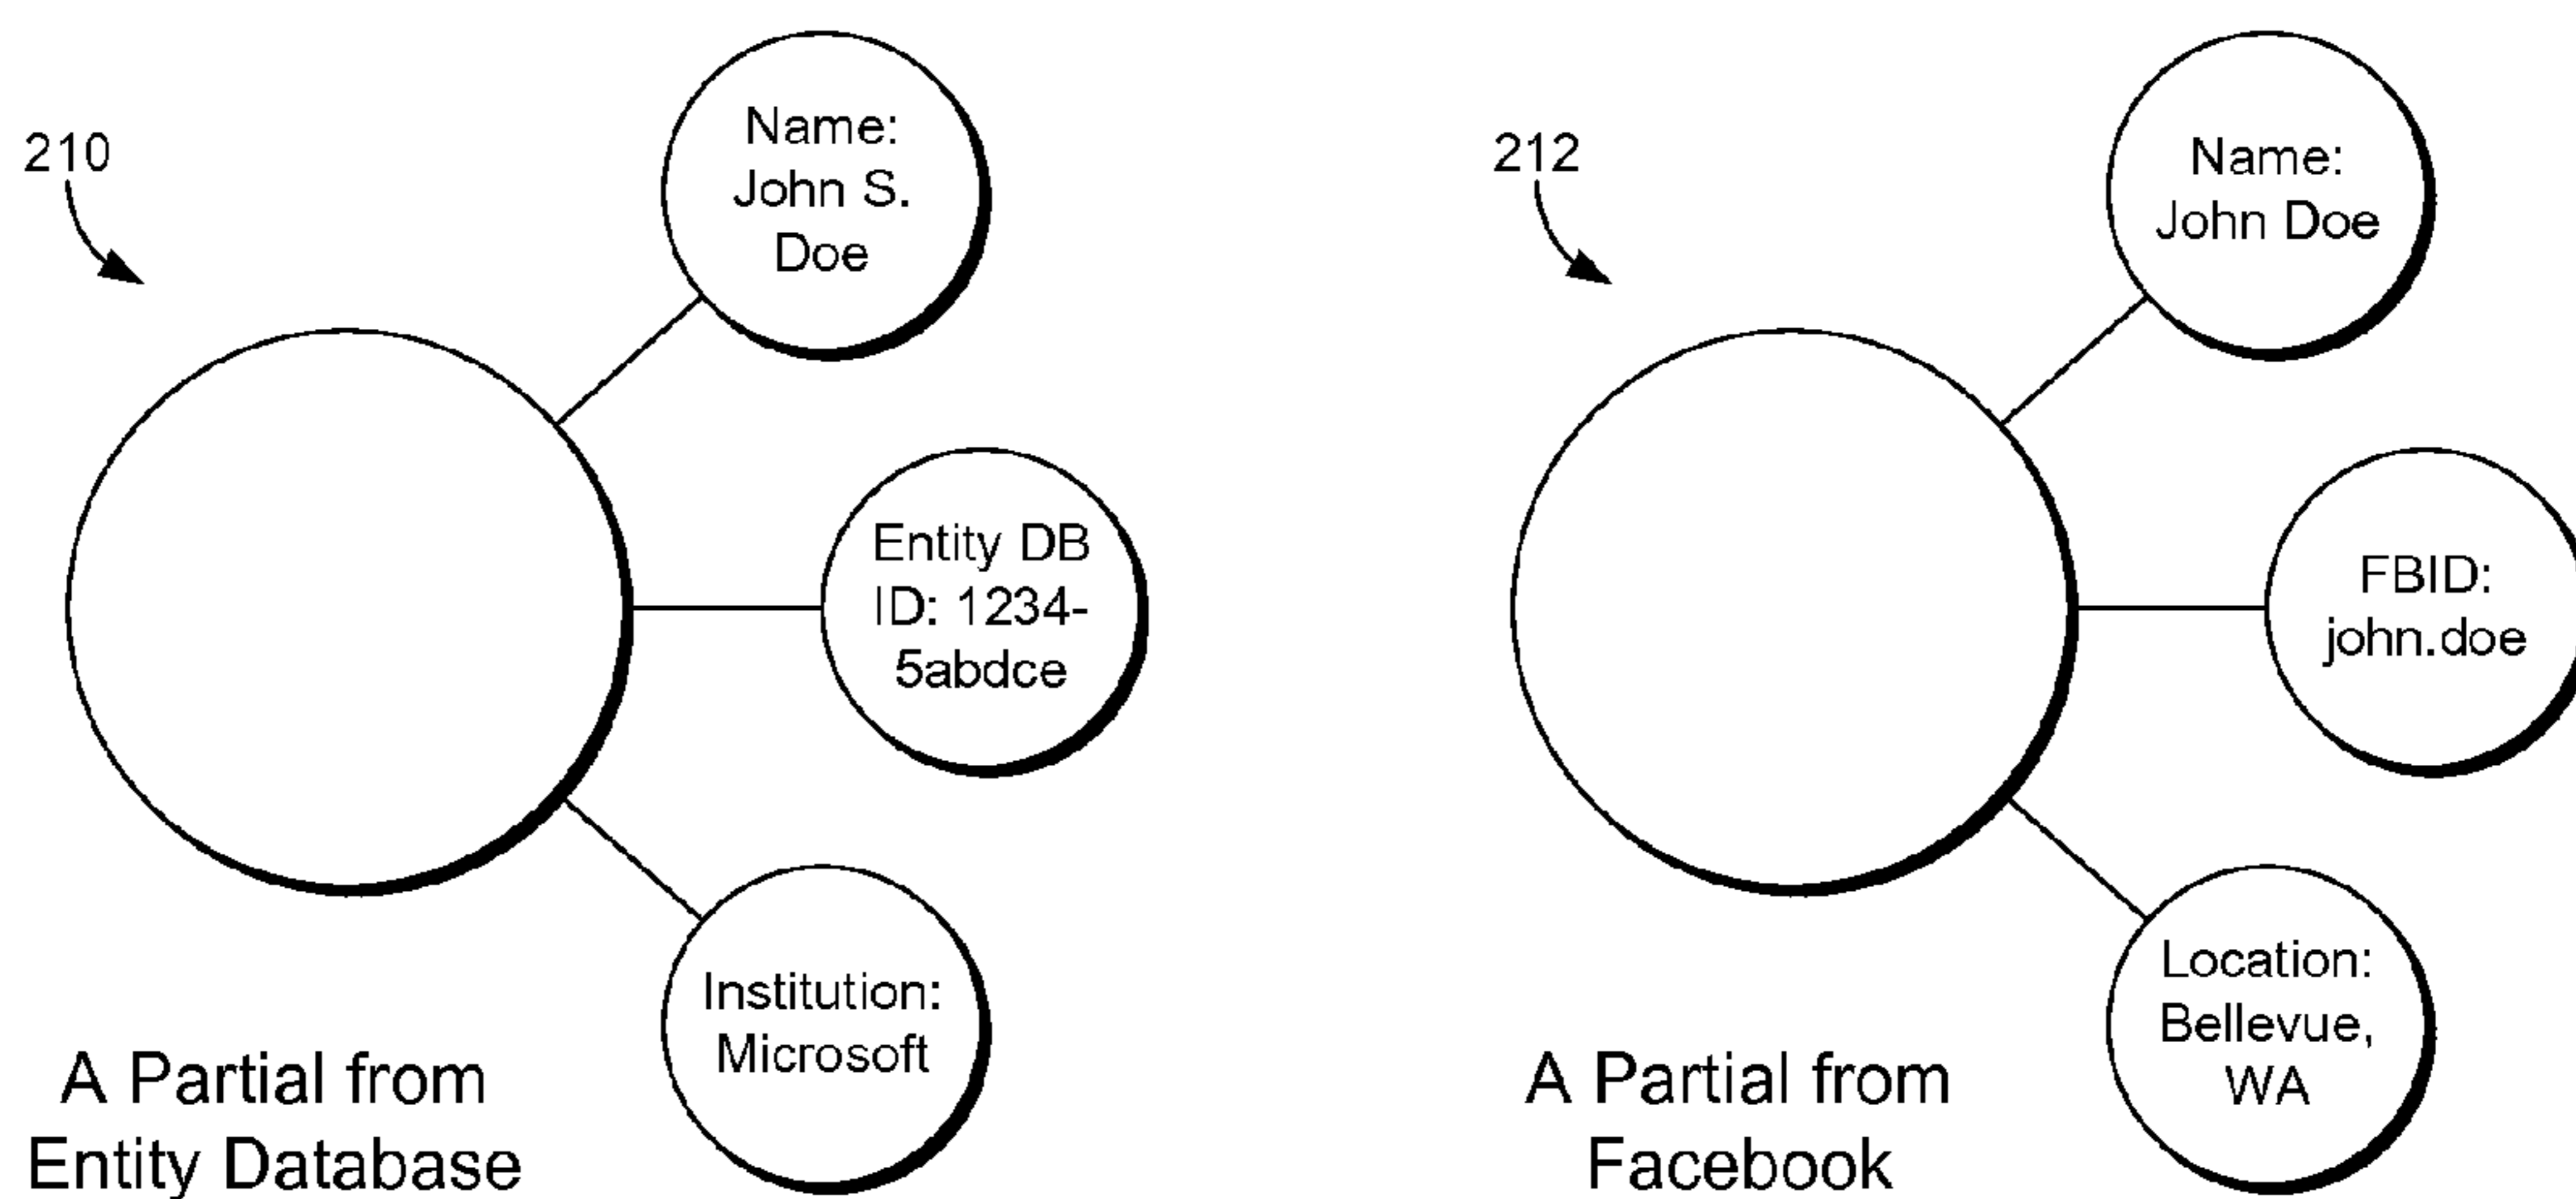 210
Name:
John S.
Doe
Entity DB
ID: 1234-
5abdce
Institution:
Microsoft
A Partial from
Entity Database
212
Name:
John Doe
FBID:
john.doe
Location:
Bellevue,
WA
A Partial from
Facebook